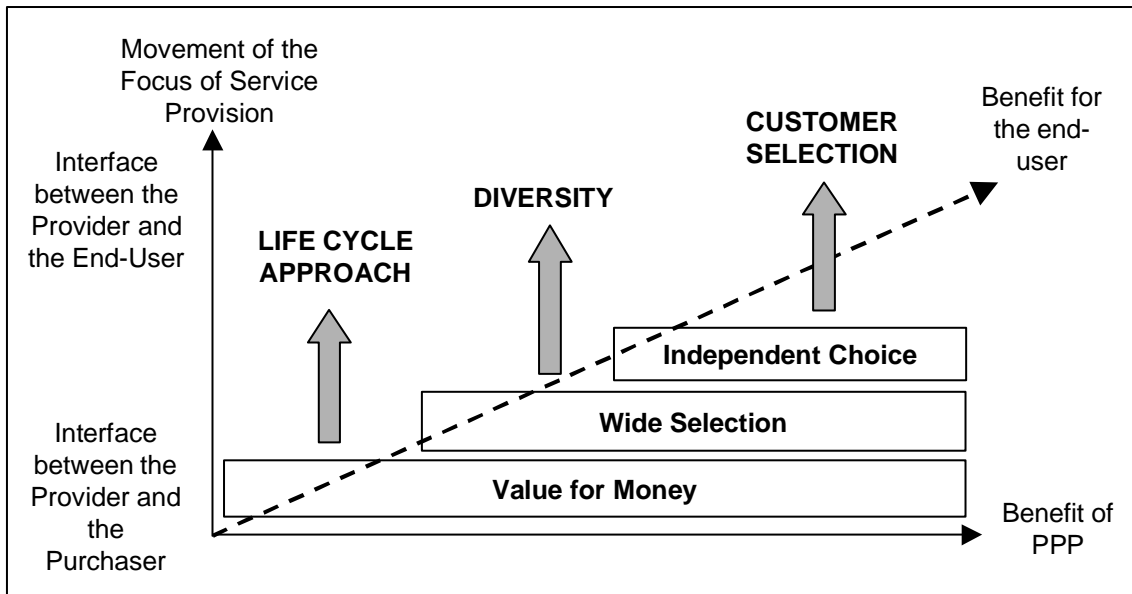 Movement of the
Focus of Service
Provision
Interface
between the
Provider and
the End-User
Interface
between the
Provider and
the
Purchaser
LIFE CYCLE
APPROACH
DIVERSITY
CUSTOMER
SELECTION
Benefit for
the end-
user
Independent Choice
Wide Selection
Value for Money
Benefit of
PPP